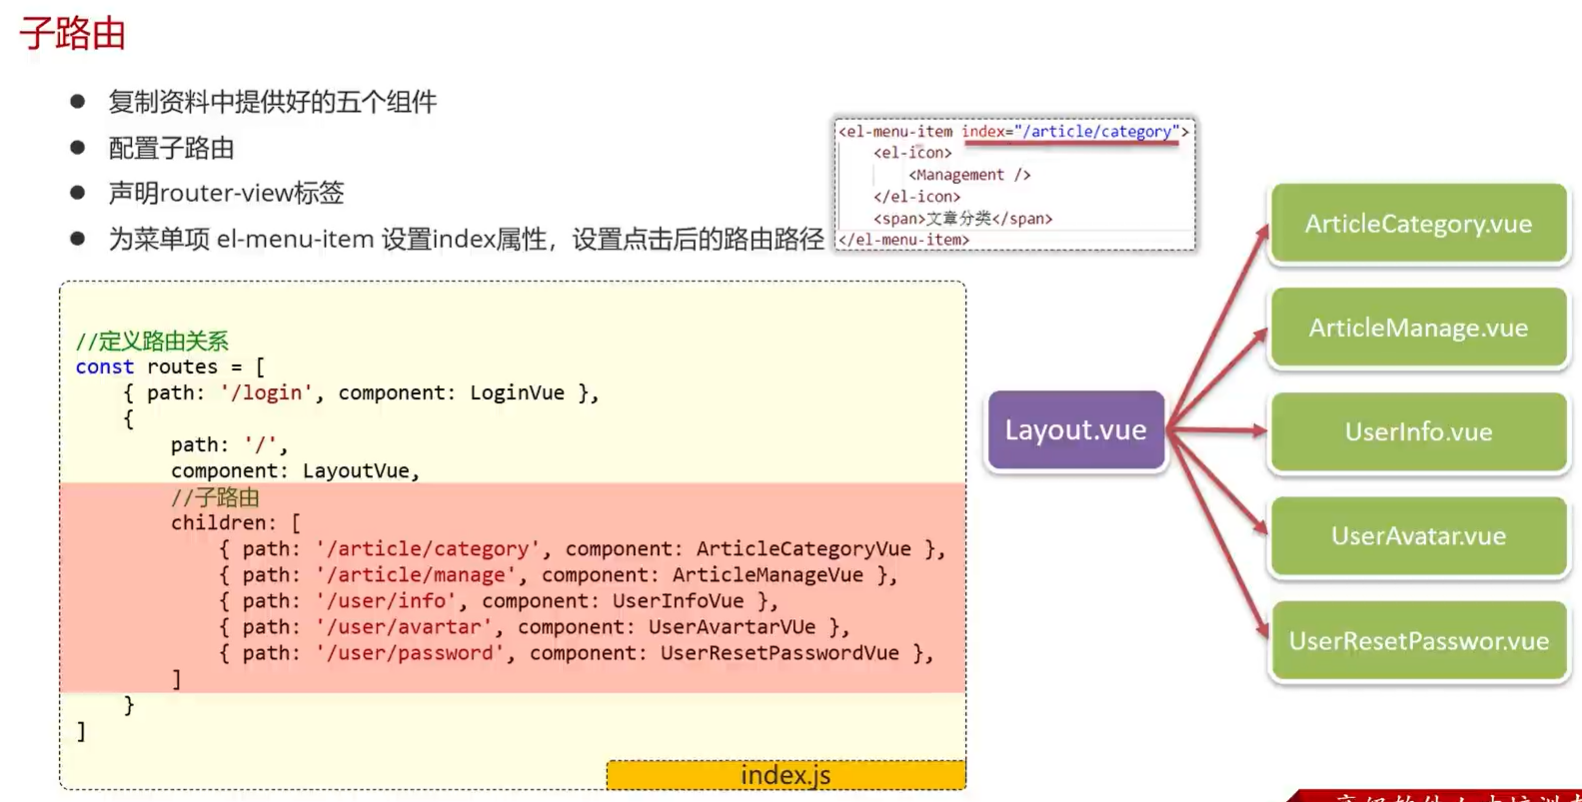 子路由
● 复制资料中提供好的五个组件
● 配置子路由
● 声明router-view标签
● 为菜单项 el-menu-item 设置index属性，设置点击后的路由路径
<el-menu-item index="/article/category">
<el-icon>
<Management />
</el-icon>
<span>文章分类</span>
</el-menu-item>
//定义路由关系
const routes = [
{ path: '/login', component: LoginVue },
{
path: '/',
component: LayoutVue,
//子路由
children: [
{ path: '/article/category', component: ArticleCategoryVue },
{ path: '/article/manage', component: ArticleManageVue },
{ path: '/user/info', component: UserInfoVue },
{ path: '/user/avartar', component: UserAvartarVUe },
{ path: '/user/password', component: UserResetPasswordVue },
]
}
]
index.js
Layout.vue
ArticleCategory.vue
ArticleManage.vue
UserInfo.vue
UserAvatar.vue
UserResetPasswor.vue